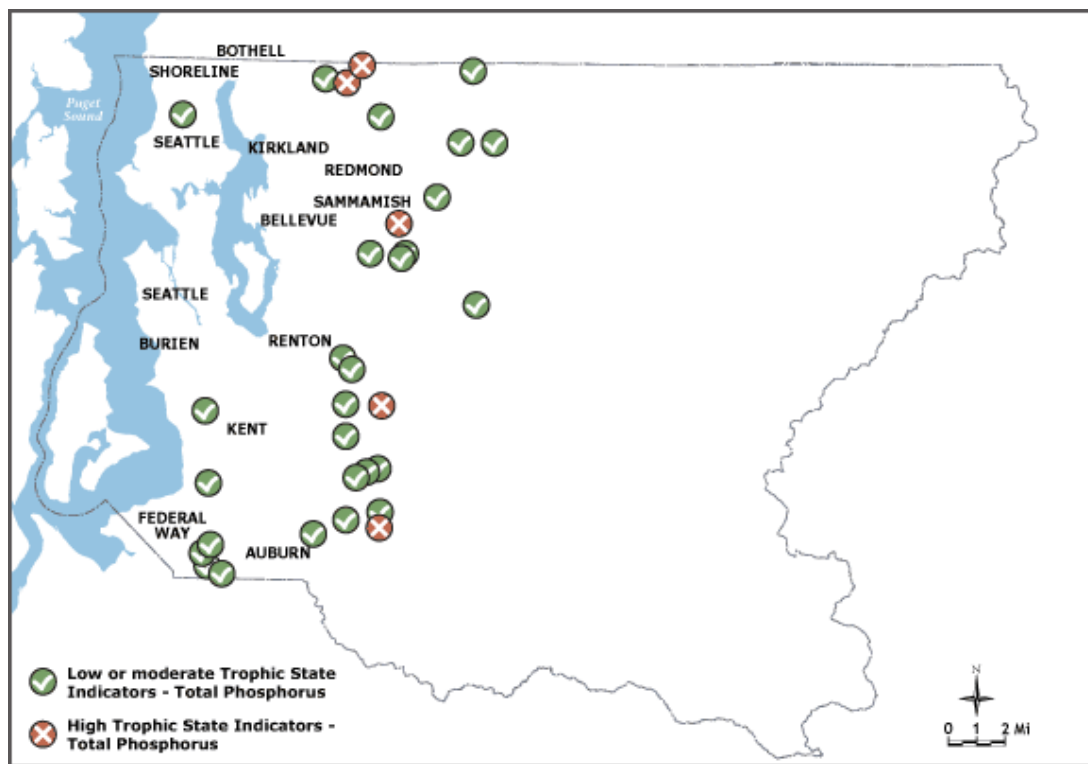 BOTHELL
SHORELINE
Puget
Sound
SEATTLE
KIRKLAND
REDMOND
SAMMAMISH
BELLEVUE
SEATTLE
BURIEN
RENTON
KENT
FEDERAL
WAY
AUBURN
Low or moderate Trophic State
Indicators - Total Phosphorus
High Trophic State Indicators -
Total Phosphorus
N
0 1 2 Mi